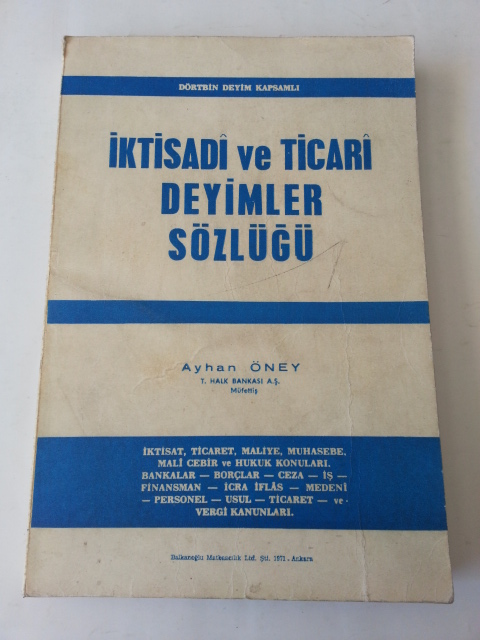 DÖRTBİN DEYİM KAPSAMLI
İKTİSADÎ ve TİCARÎ
DEYİMLER
SÖZLÜĞÜ
Ayhan ÖNEY
T. HALK BANKASI A.Ş.
Müfettiş
İKTİSAT, TİCARET, MALİYE, MUHASEBE,
MALİ CEBİR ve HUKUK KONULARI.
BANKALAR — BORÇLAR — CEZA — İŞ —
FİNANSMAN — İCRA İFLÂS — MEDENİ
— PERSONEL — USUL — TİCARET — ve
VERGİ KANUNLARI.
Balkanoğlu Matbaacılık Ltd. Şti. 1971 . Ankara